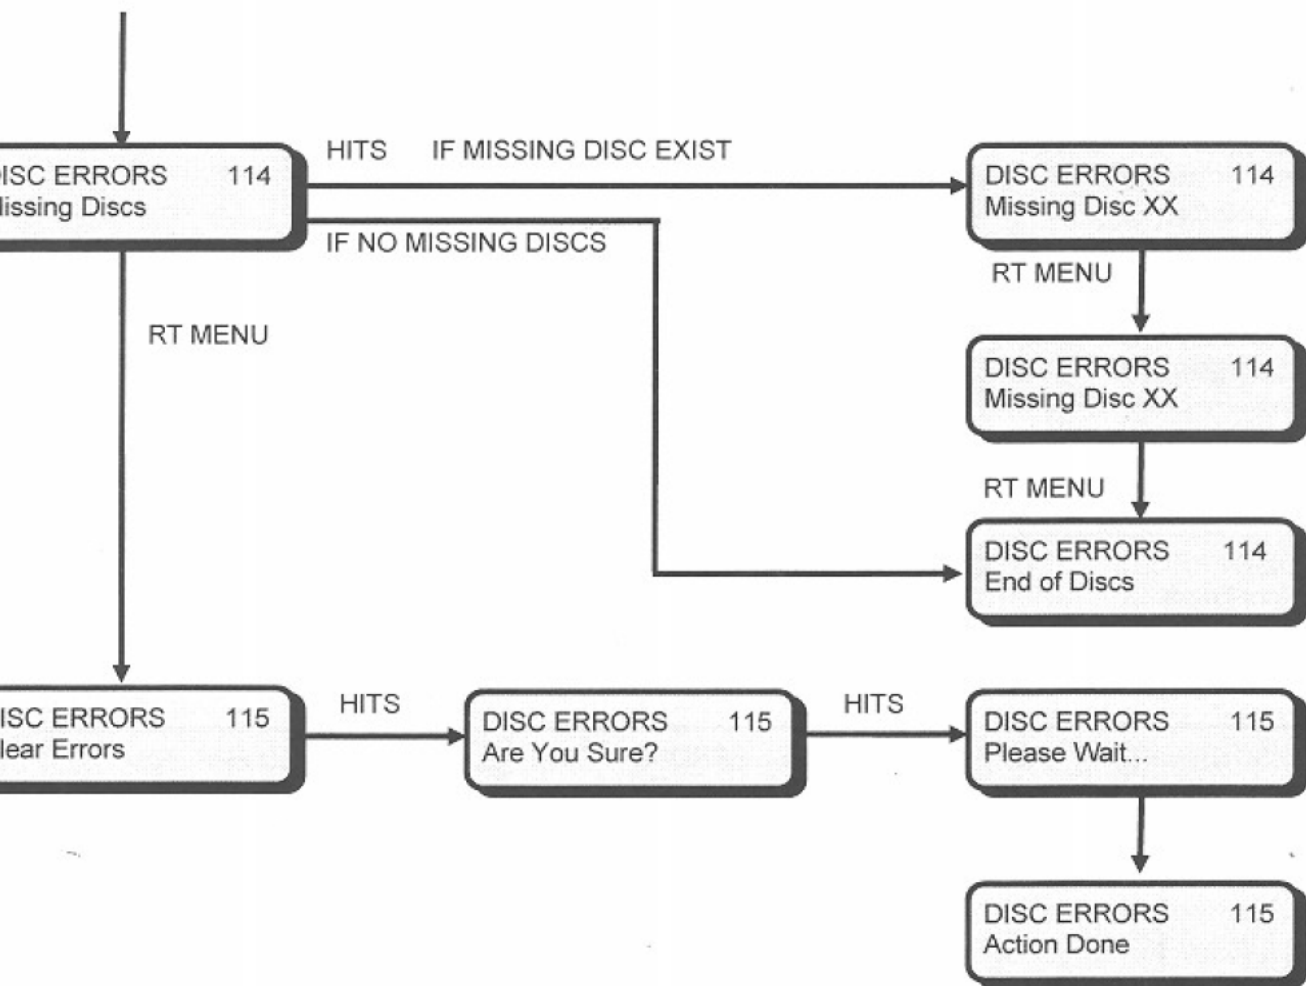 HITS IF MISSING DISC EXIST
ISC ERRORS 114
issing Discs
DISC ERRORS 114
Missing Disc XX
IF NO MISSING DISCS
RT MENU
RT MENU
DISC ERRORS 114
Missing Disc XX
RT MENU
DISC ERRORS 114
End of Discs
ISC ERRORS 115
lear Errors
HITS
DISC ERRORS 115
Are You Sure?
HITS
DISC ERRORS 115
Please Wait...
DISC ERRORS 115
Action Done